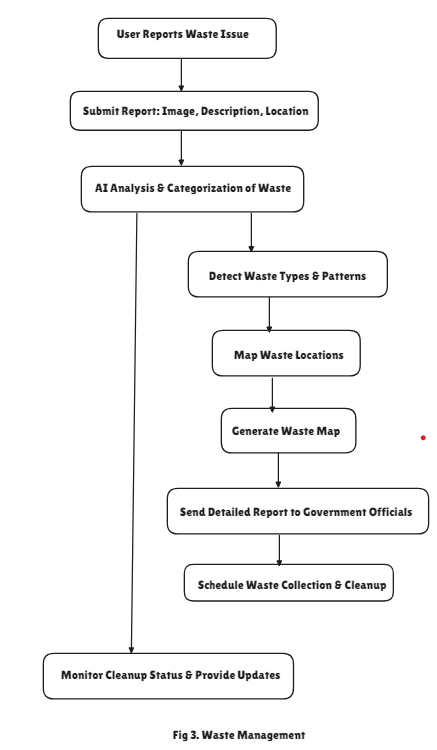 User Reports Waste Issue
Submit Report: Image, Description, Location
AI Analysis & Categorization of Waste
Detect Waste Types & Patterns
Map Waste Locations
Generate Waste Map
Send Detailed Report to Government Officials
Schedule Waste Collection & Cleanup
Monitor Cleanup Status & Provide Updates
Fig 3. Waste Management